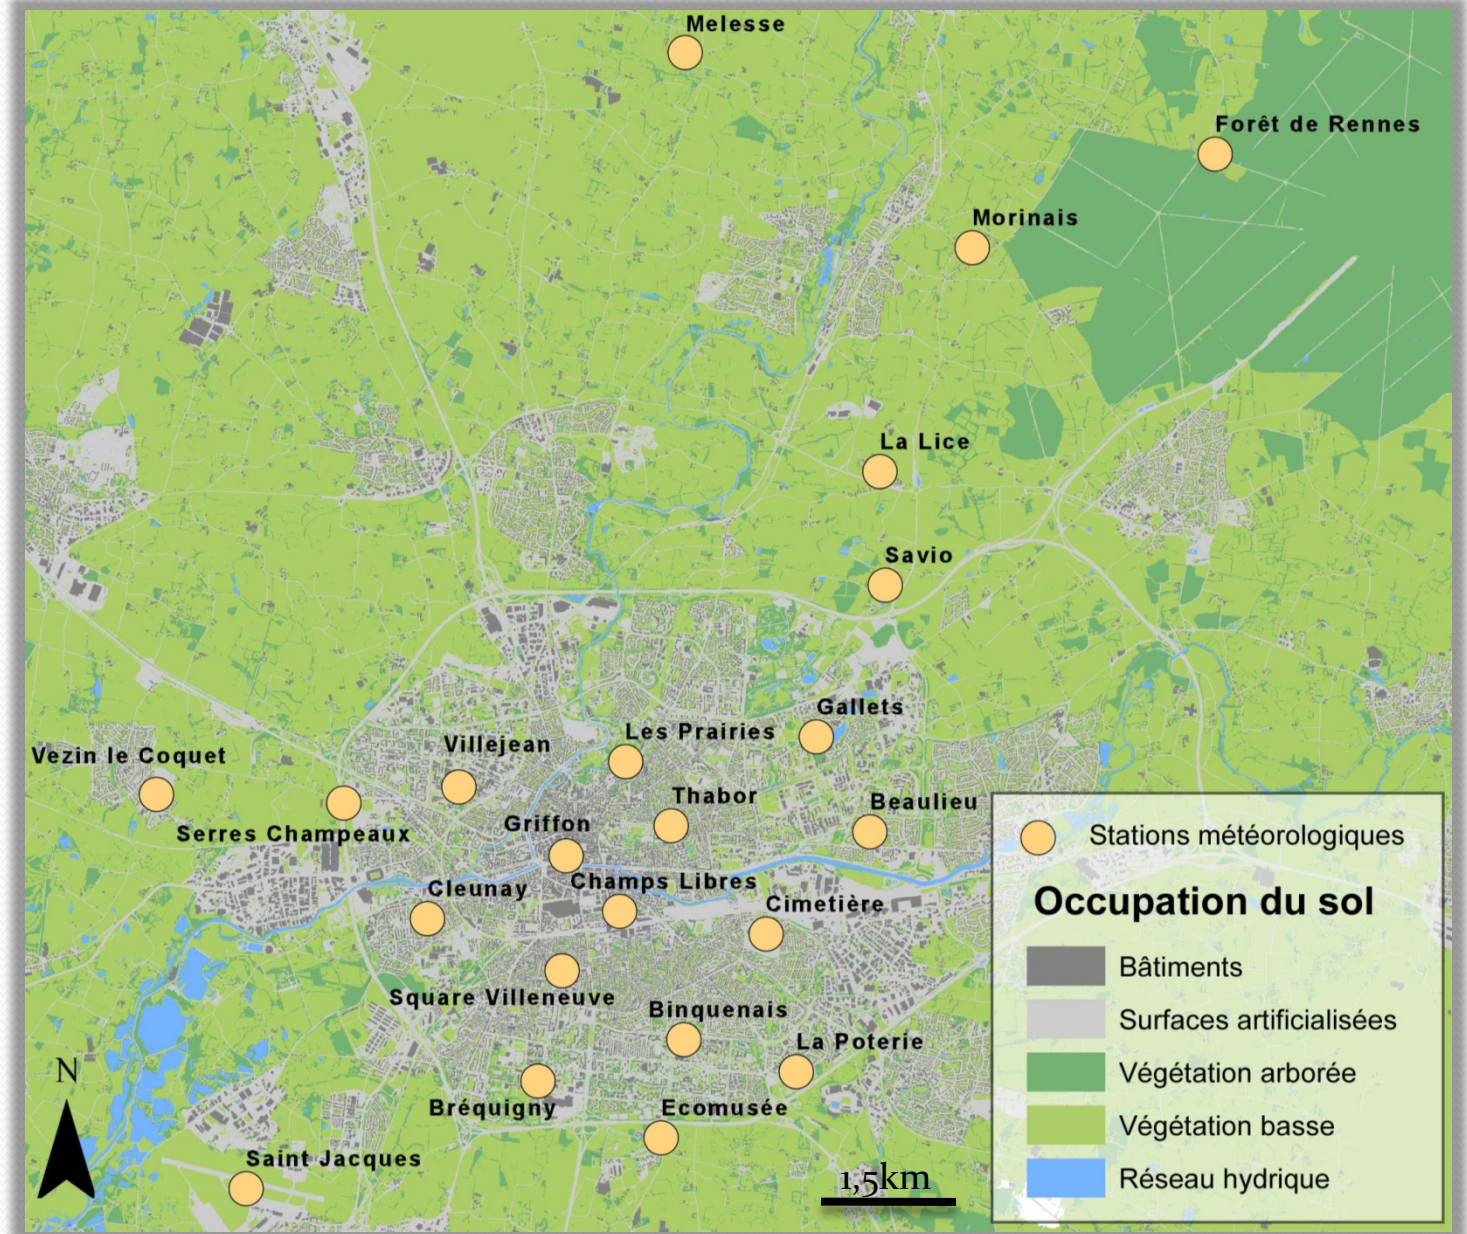 Melesse
Forêt de Rennes
Morinais
La Lice
Savio
Gallets
Les Prairies
Villejean
Vezin le Coquet
Thabor
Beaulieu
Griffon
Serres Champeaux
Champs Libres
Cleunay
Cimetière
Square Villeneuve
Binquenais
La Poterie
Bréquigny
Ecomusée
Saint Jacques
N
1,5km
Stations météorologiques
Occupation du sol
Bâtiments
Surfaces artificialisées
Végétation arborée
Végétation basse
Réseau hydrique